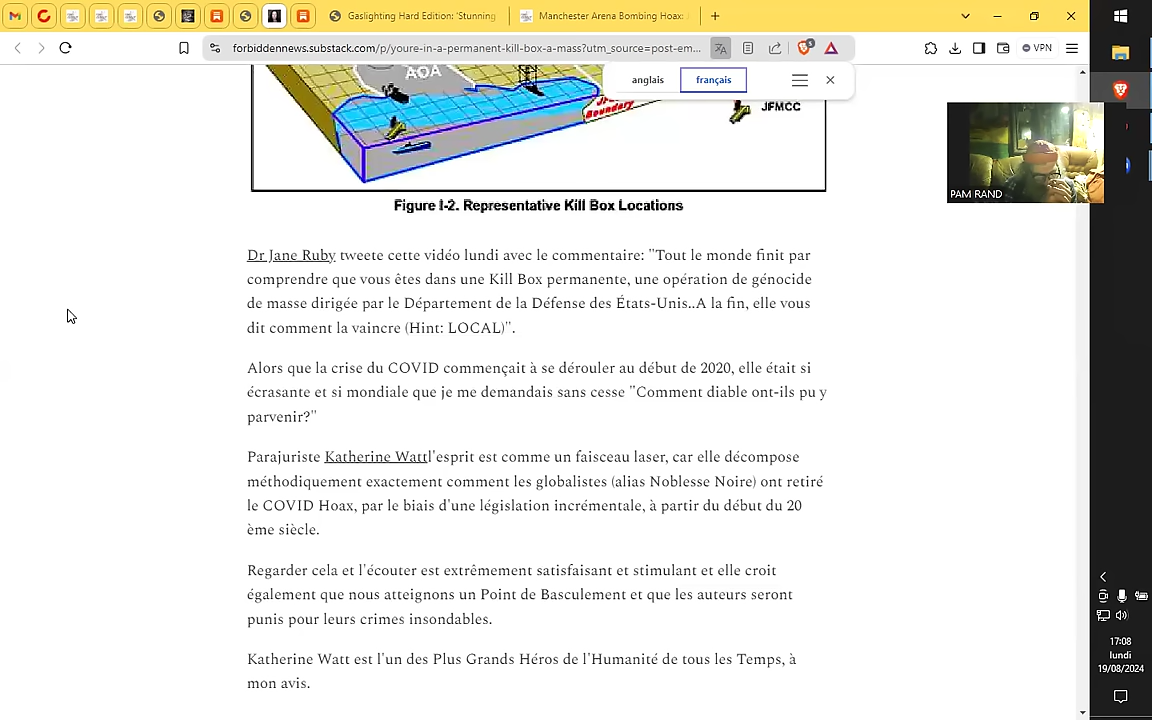 Gaslighting Hard Edition: 'Stunning
Manchester Arena Bombing Hoax:
forbiddennews.substack.com/p/youre-in-a-permanent-kill-box-a-mass?utm_source=post-em...
VPN
anglais
français
AOA
Boundary
JFMCC
PAM RAND
Figure I-2. Representative Kill Box Locations
Dr Jane Ruby tweete cette vidéo lundi avec le commentaire: "Tout le monde finit par
comprendre que vous êtes dans une Kill Box permanente, une opération de génocide
de masse dirigée par le Département de la Défense des États-Unis..A la fin, elle vous
dit comment la vaincre (Hint: LOCAL)".
Alors que la crise du COVID commençait à se dérouler au début de 2020, elle était si
écrasante et si mondiale que je me demandais sans cesse "Comment diable ont-ils pu y
parvenir?"
Parajuriste Katherine Wattl'esprit est comme un faisceau laser, car elle décompose
méthodiquement exactement comment les globalistes (alias Noblesse Noire) ont retiré
le COVID Hoax, par le biais d'une législation incrémentale, à partir du début du 20
ème siècle.
Regarder cela et l'écouter est extrêmement satisfaisant et stimulant et elle croit
également que nous atteignons un Point de Basculement et que les auteurs seront
punis pour leurs crimes insondables.
Katherine Watt est l'un des Plus Grands Héros de l'Humanité de tous les Temps, à
mon avis.
17:08
lundi
19/08/2024